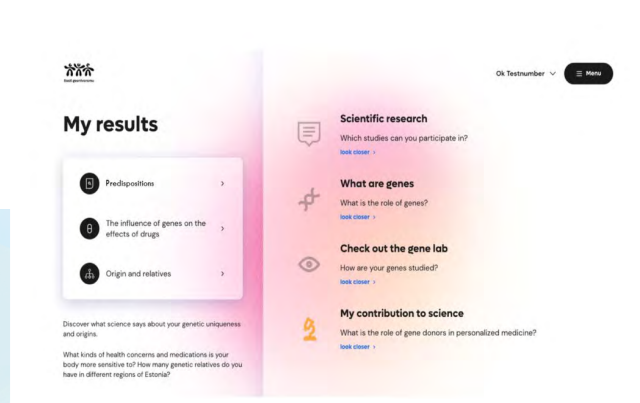 Eesti geenivaramu
Ok Testnumber
Menu
My results
Predispositions
The influence of genes on the
effects of drugs
Origin and relatives
Discover what science says about your genetic uniqueness
and origins.
What kinds of health concerns and medications is your
body more sensitive to? How many genetic relatives do you
have in different regions of Estonia?
Scientific research
Which studies can you participate in?
look closer >
What are genes
What is the role of genes?
look closer >
Check out the gene lab
How are your genes studied?
look closer >
My contribution to science
What is the role of gene donors in personalized medicine?
look closer >